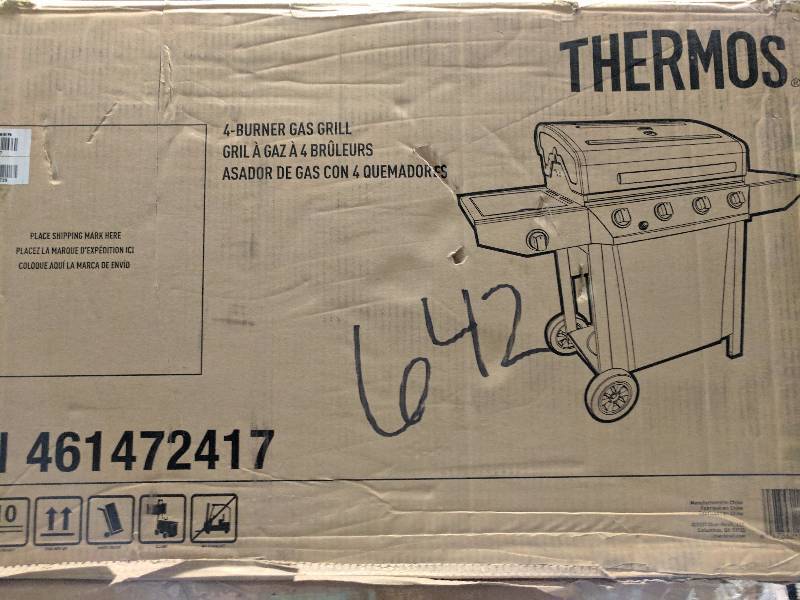 THERMOS®
4-BURNER GAS GRILL
GRIL À GAZ À 4 BRÛLEURS
ASADOR DE GAS CON 4 QUEMADORES
PLACE SHIPPING MARK HERE
PLACEZ LA MARQUE D'EXPÉDITION ICI
COLOQUE AQUÍ LA MARCA DE ENVÍO
642
461472417
10